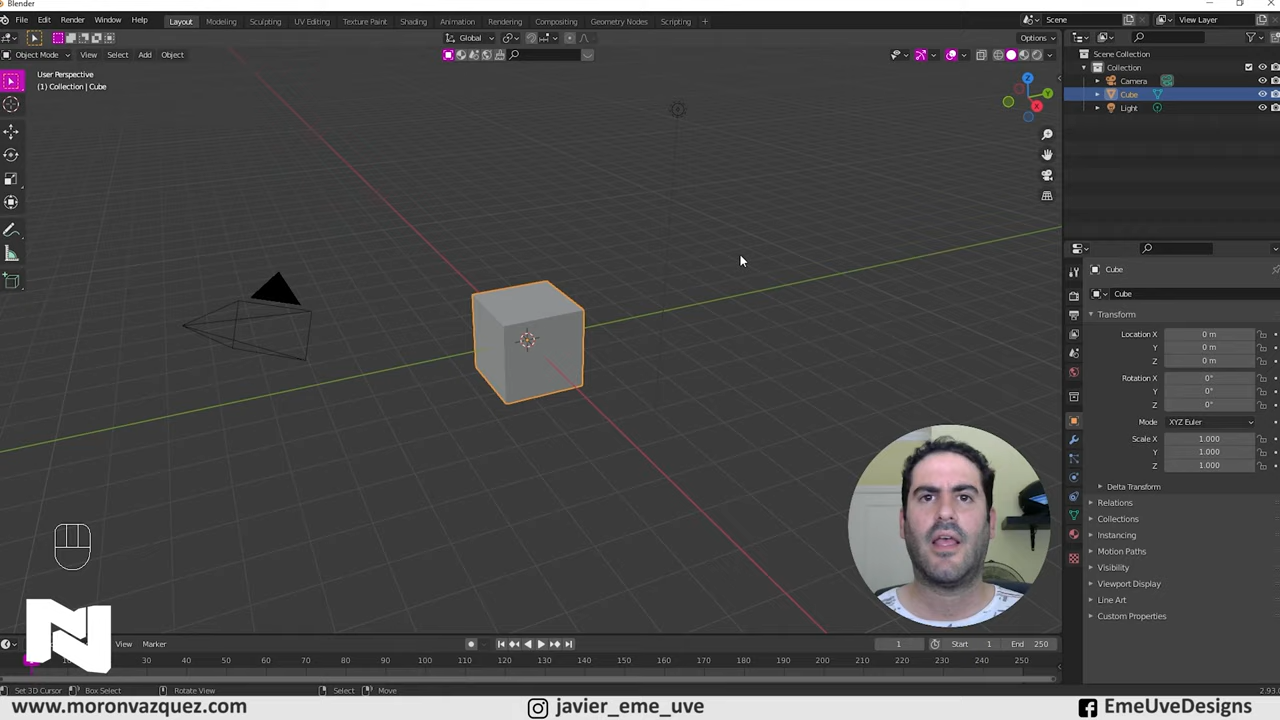 Blender
File Edit Render Window Help Layout Modeling Sculpting UV Editing Texture Paint Shading Animation Rendering Compositing Geometry Nodes Scripting + Scene View Layer
Global Options
Object Mode View Select Add Object
User Perspective
(1) Collection | Cube
Z
Y
X
Scene Collection
Collection
Camera
Cube
Light
Cube
Cube
Transform
Location X 0 m
Y 0 m
Z 0 m
Rotation X 0°
Y 0°
Z 0°
Mode XYZ Euler
Scale X 1.000
Y 1.000
Z 1.000
Delta Transform
Relations
Collections
Instancing
Motion Paths
Visibility
Viewport Display
Line Art
Custom Properties
N
View Marker 1 Start 1 End 250
30 40 50 60 70 80 90 100 110 120 130 140 150 160 170 180 190 200 210 220 230 240 250
Set 3D Cursor Box Select Rotate View Select Move 2.93.0
www.moronvazquez.com javier_eme_uve EmeUveDesigns